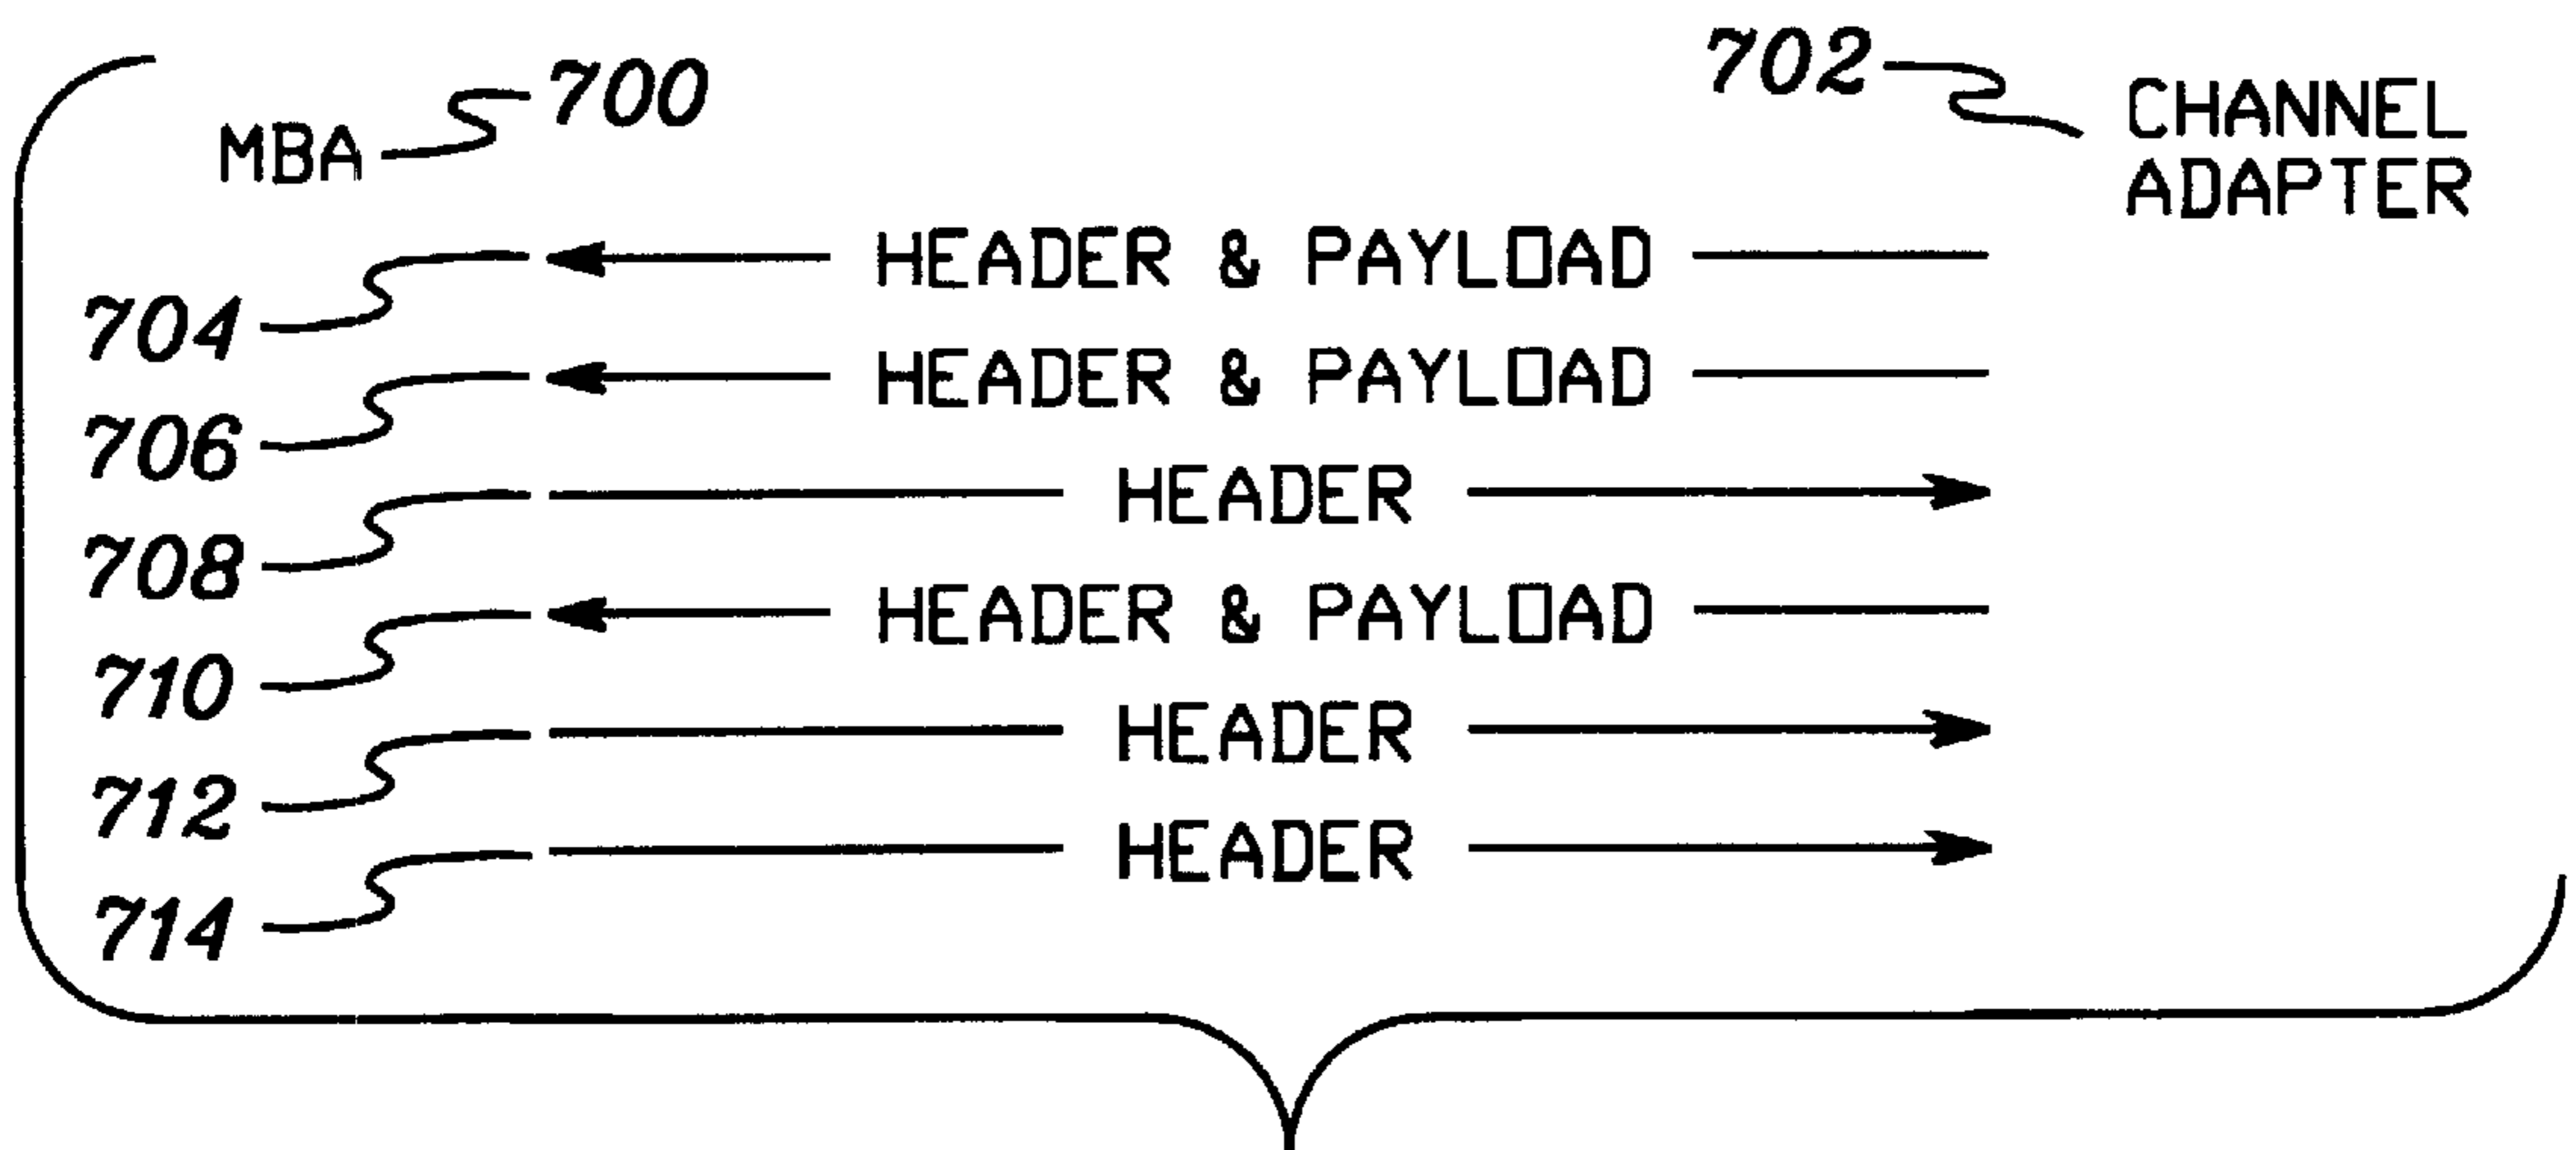 700
702
MBA
CHANNEL
ADAPTER
704
HEADER & PAYLOAD
706
HEADER & PAYLOAD
708
HEADER
710
HEADER & PAYLOAD
712
HEADER
714
HEADER